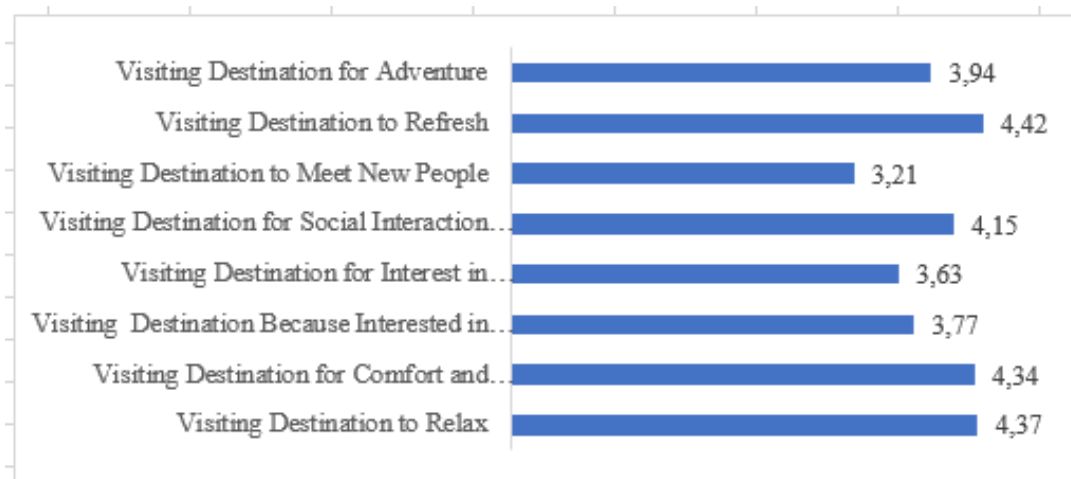 Visiting Destination for Adventure 3,94
Visiting Destination to Refresh 4,42
Visiting Destination to Meet New People 3,21
Visiting Destination for Social Interaction… 4,15
Visiting Destination for Interest in… 3,63
Visiting  Destination Because Interested in… 3,77
Visiting Destination for Comfort and… 4,34
Visiting Destination to Relax 4,37